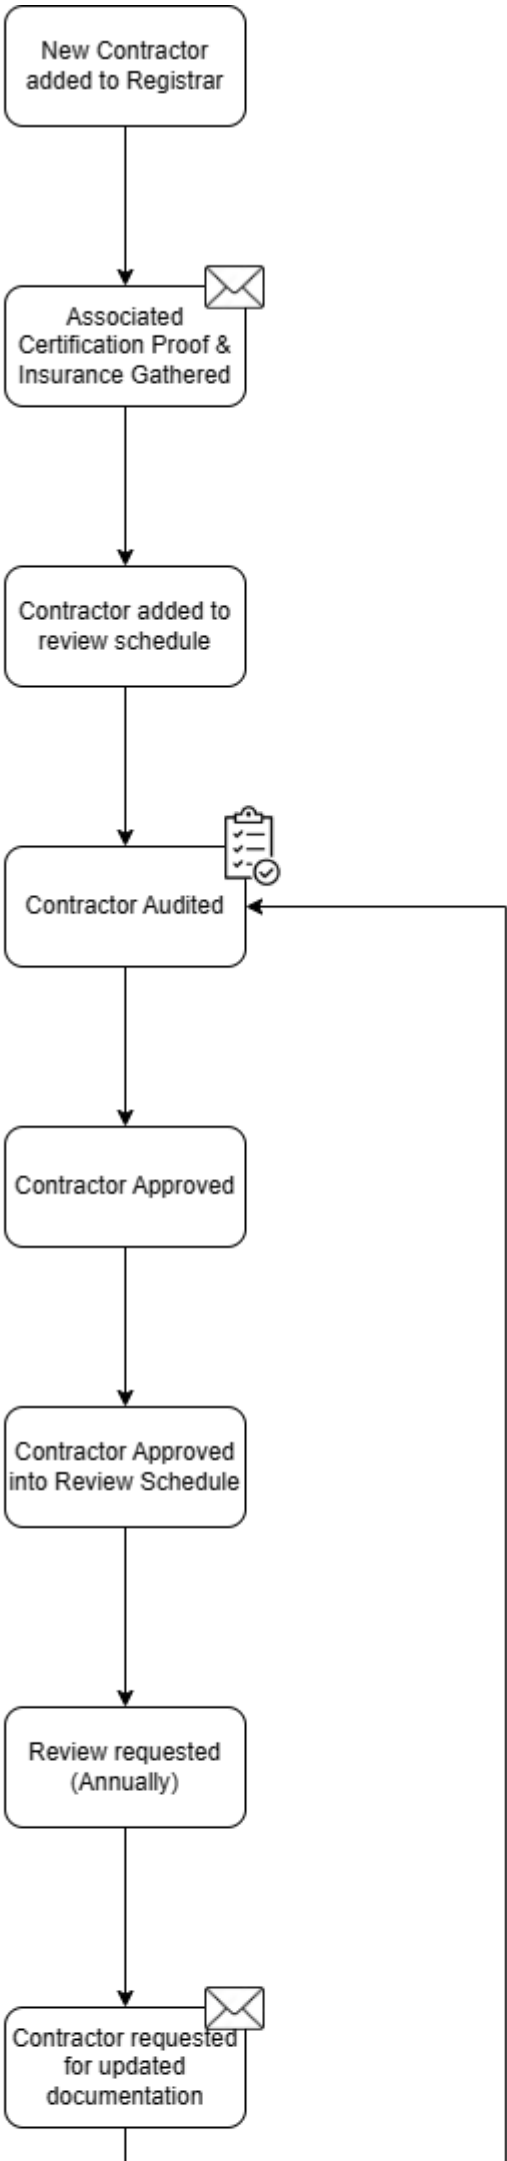 New Contractor
added to Registrar
Associated
Certification Proof &
Insurance Gathered
Contractor added to
review schedule
Contractor Audited
Contractor Approved
Contractor Approved
into Review Schedule
Review requested
(Annually)
Contractor requested
for updated
documentation